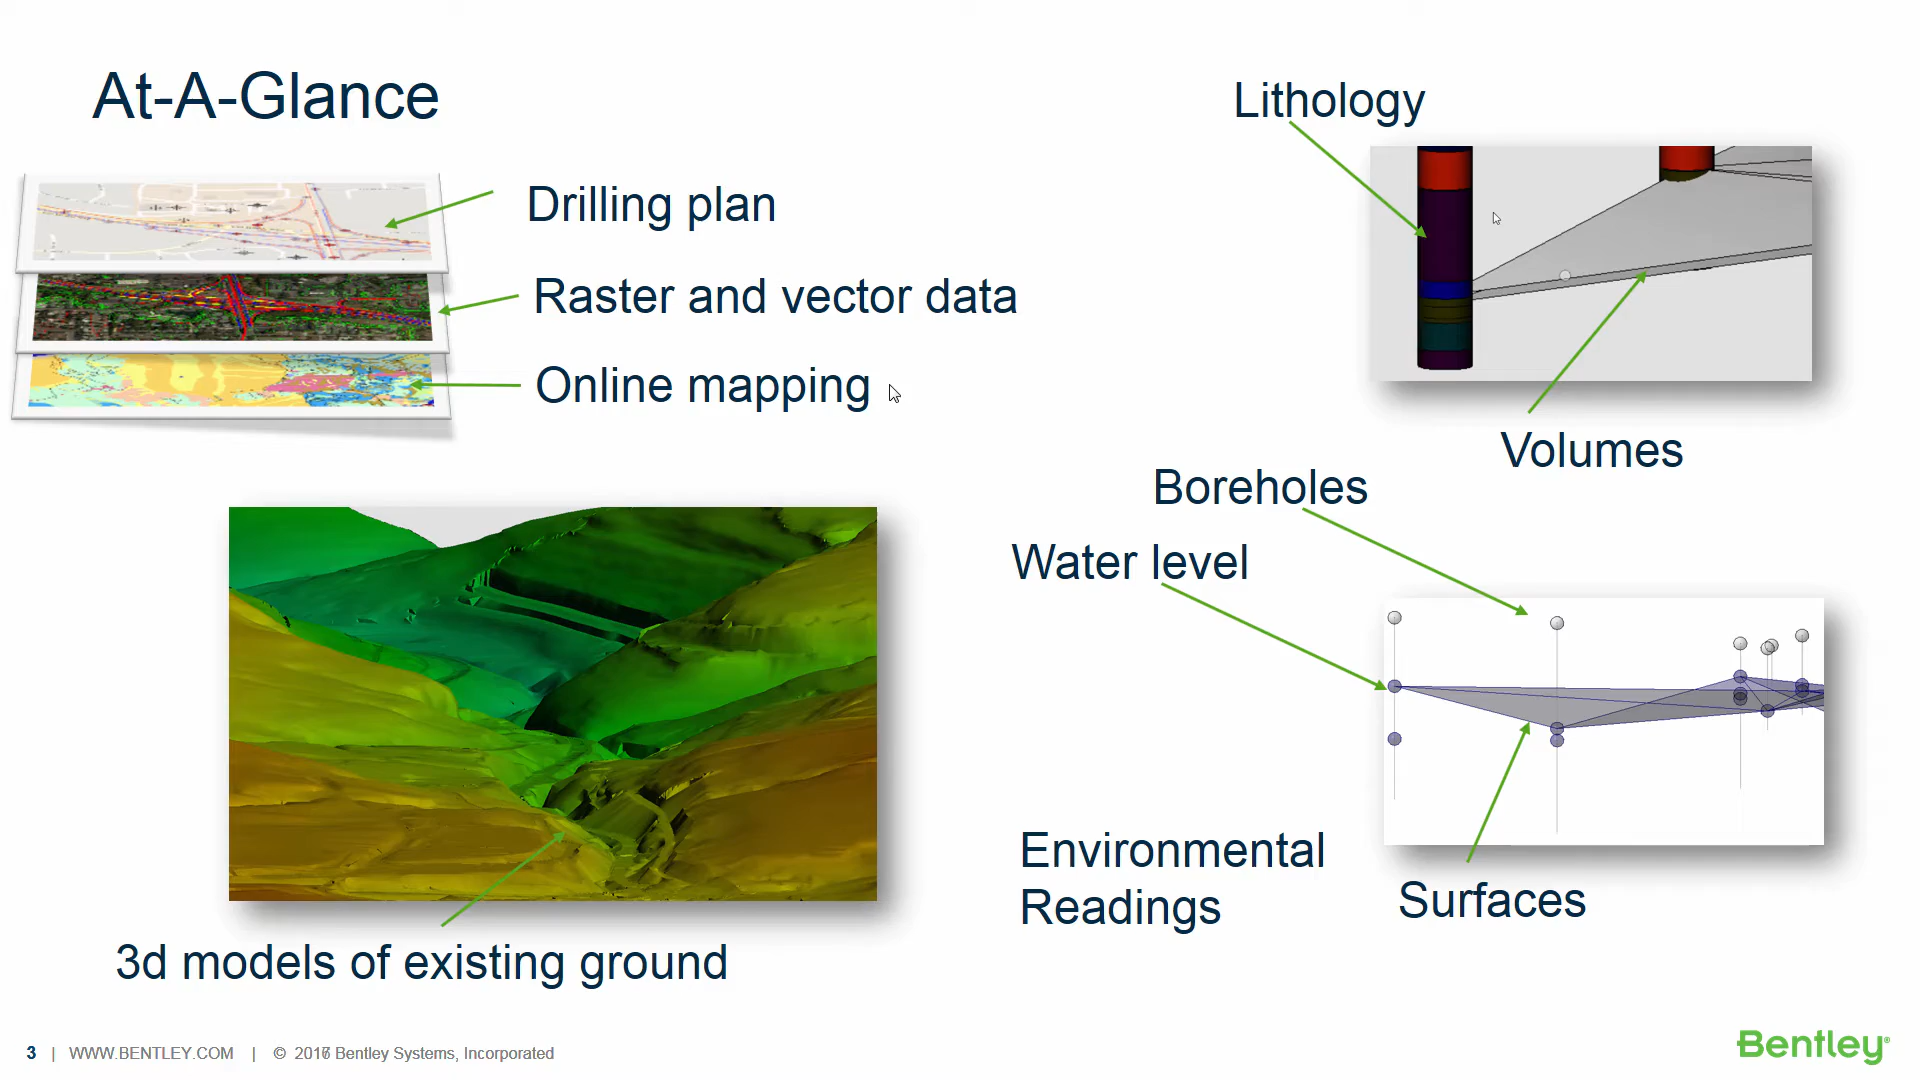 At-A-Glance
Drilling plan
Raster and vector data
Online mapping
3d models of existing ground
Lithology
Volumes
Boreholes
Water level
Environmental
Readings
Surfaces
3 | WWW.BENTLEY.COM | © Bentley Systems, Incorporated
Bentley®